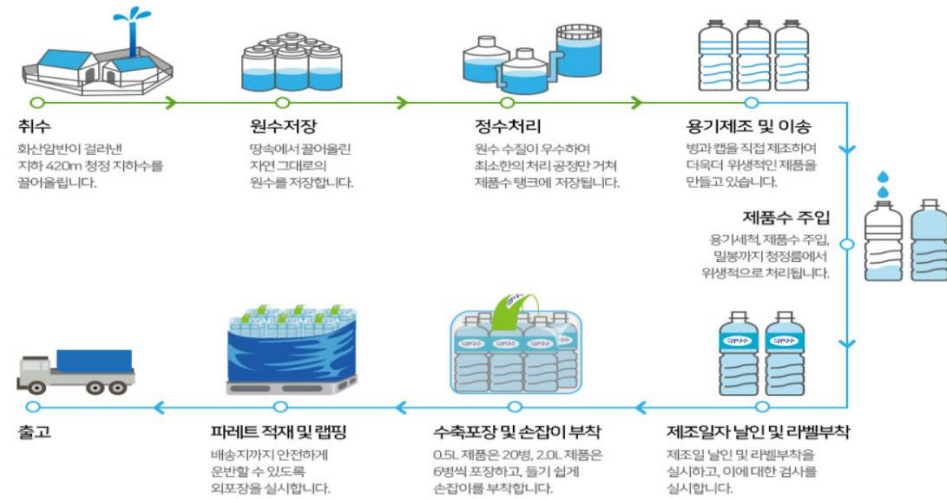 취수
화산암반이 걸러낸
지하 420m 청정 지하수를
끌어올립니다.
원수저장
땅속에서 끌어올린
자연 그대로의
원수를 저장합니다.
정수처리
원수 수질이 우수하여
최소한의 처리 공정만 거쳐
제품수 탱크에 저장됩니다.
용기제조 및 이송
병과 캡을 직접 제조하여
더욱더 위생적인 제품을
만들고 있습니다.
제품수 주입
용기세척, 제품수 주입,
밀봉까지 청정룸에서
위생적으로 처리됩니다.
출고
파레트 적재 및 랩핑
배송지까지 안전하게
운반할 수 있도록
외포장을 실시합니다.
수축포장 및 손잡이 부착
0.5L 제품은 20병, 2.0L 제품은
6병씩 포장하고, 들기 쉽게
손잡이를 부착합니다.
제조일자 날인 및 라벨부착
제조일 날인 및 라벨부착을
실시하고, 이에 대한 검사를
실시합니다.